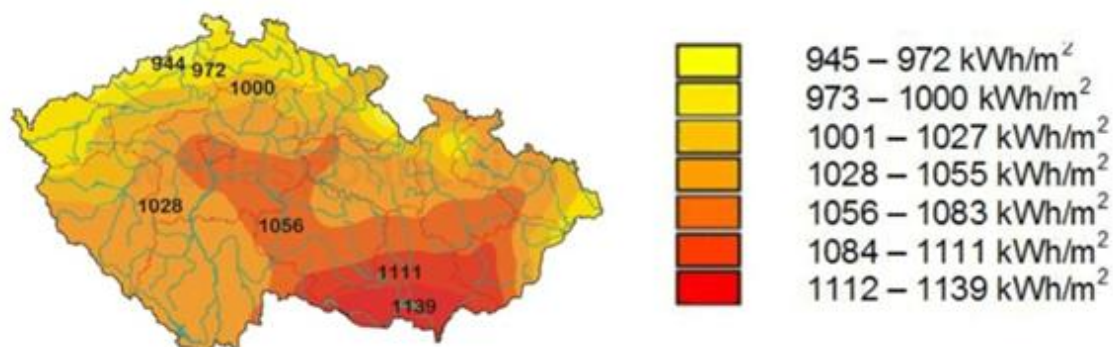 944
972
1000
1028
1056
1111
1139
945 – 972 kWh/m²
973 – 1000 kWh/m²
1001 – 1027 kWh/m²
1028 – 1055 kWh/m²
1056 – 1083 kWh/m²
1084 – 1111 kWh/m²
1112 – 1139 kWh/m²